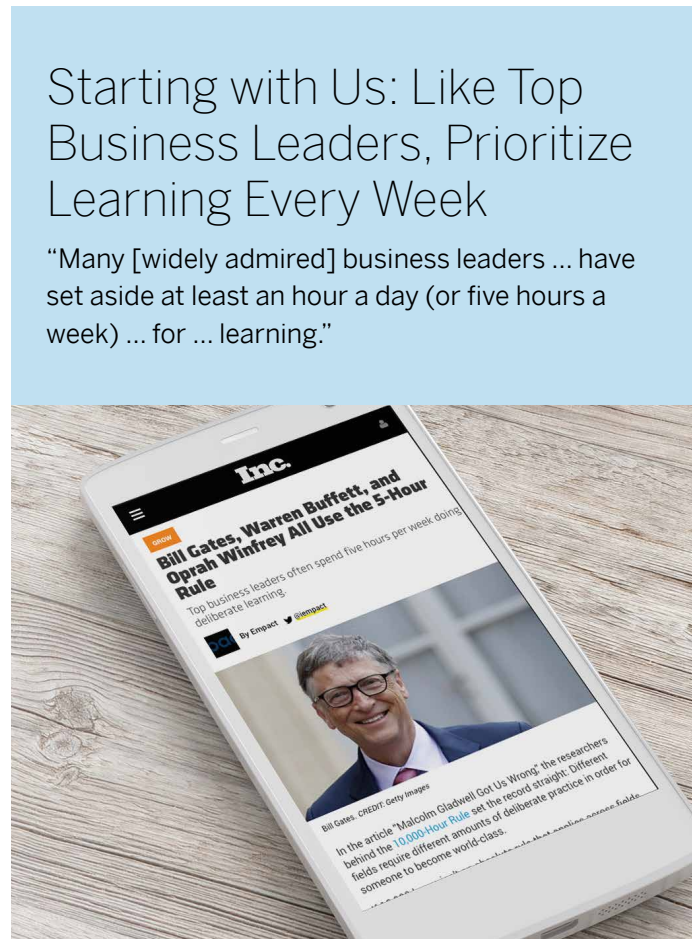 Starting with Us: Like Top
Business Leaders, Prioritize
Learning Every Week
“Many [widely admired] business leaders ... have
set aside at least an hour a day (or five hours a
week) ... for ... learning.”
Inc.
GROW
Bill Gates, Warren Buffett, and
Oprah Winfrey All Use the 5-Hour
Rule
Top business leaders often spend five hours per week doing
deliberate learning.
By Empact @iempact
Bill Gates. CREDIT: Getty Images
In the article "Malcolm Gladwell Got Us Wrong," the researchers
behind the 10,000-Hour Rule set the record straight: Different
fields require different amounts of deliberate practice in order for
someone to become world-class.